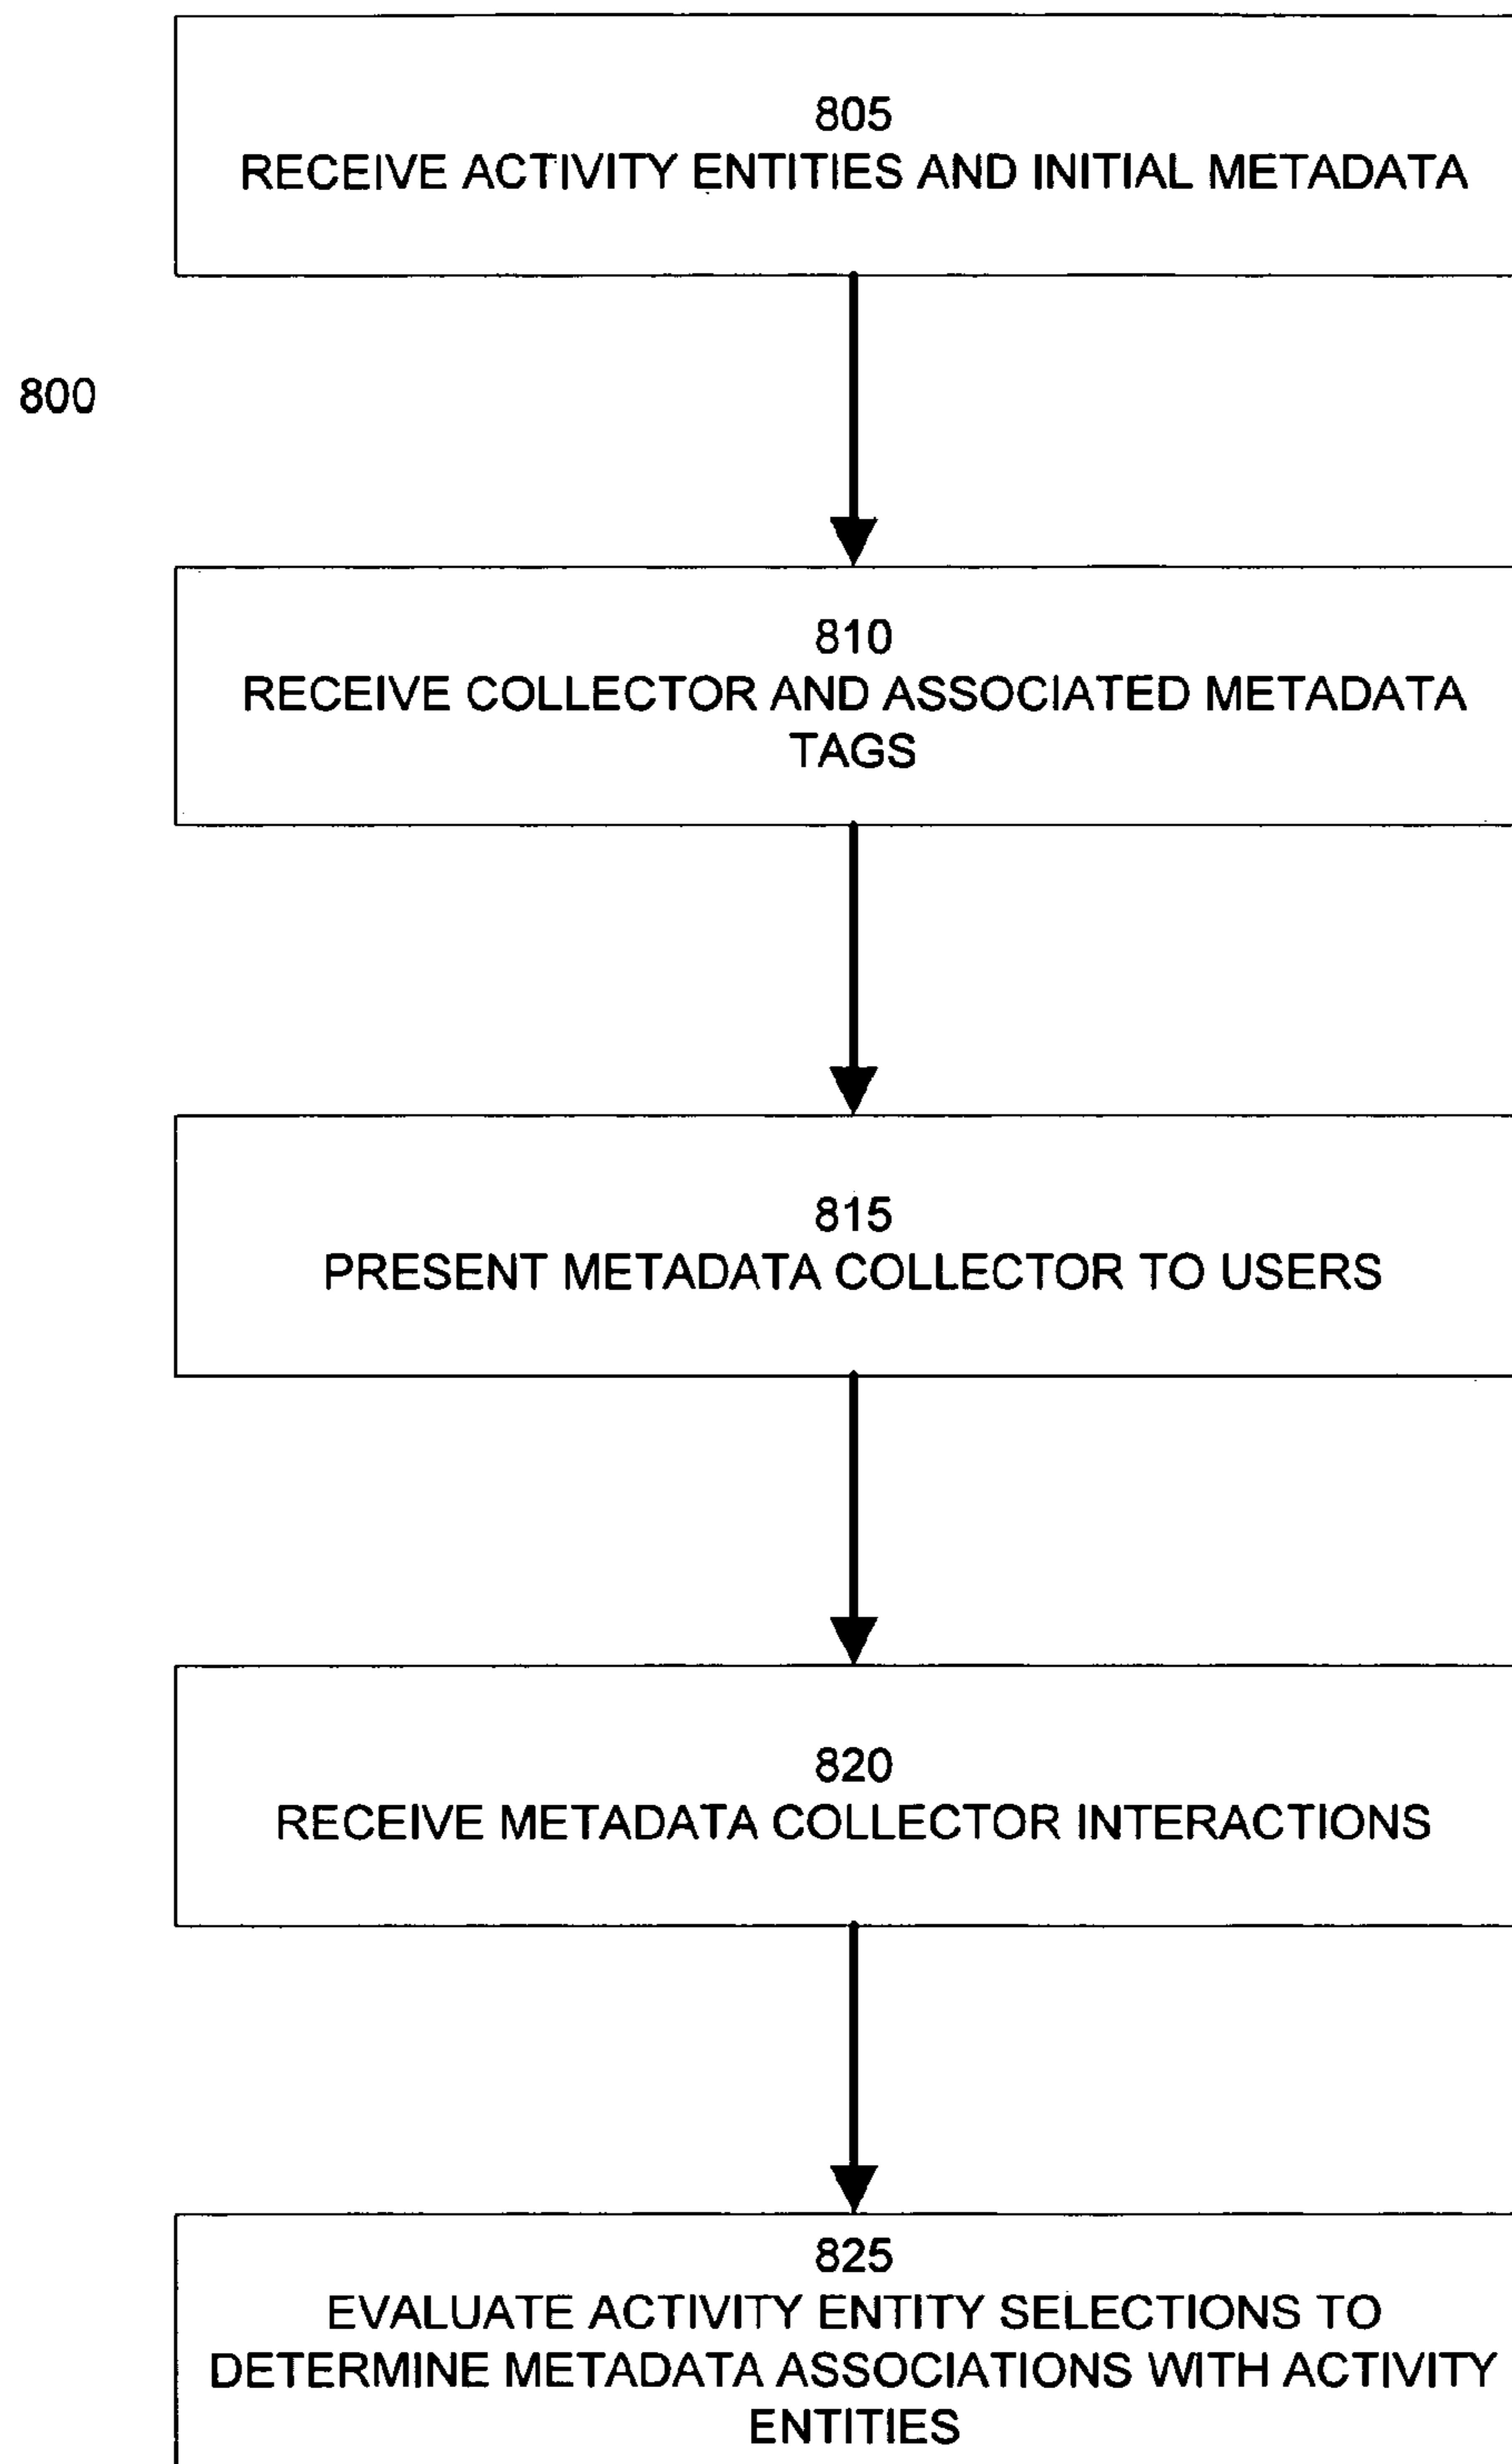 805
RECEIVE ACTIVITY ENTITIES AND INITIAL METADATA
800
810
RECEIVE COLLECTOR AND ASSOCIATED METADATA
TAGS
815
PRESENT METADATA COLLECTOR TO USERS
820
RECEIVE METADATA COLLECTOR INTERACTIONS
825
EVALUATE ACTIVITY ENTITY SELECTIONS TO
DETERMINE METADATA ASSOCIATIONS WITH ACTIVITY
ENTITIES